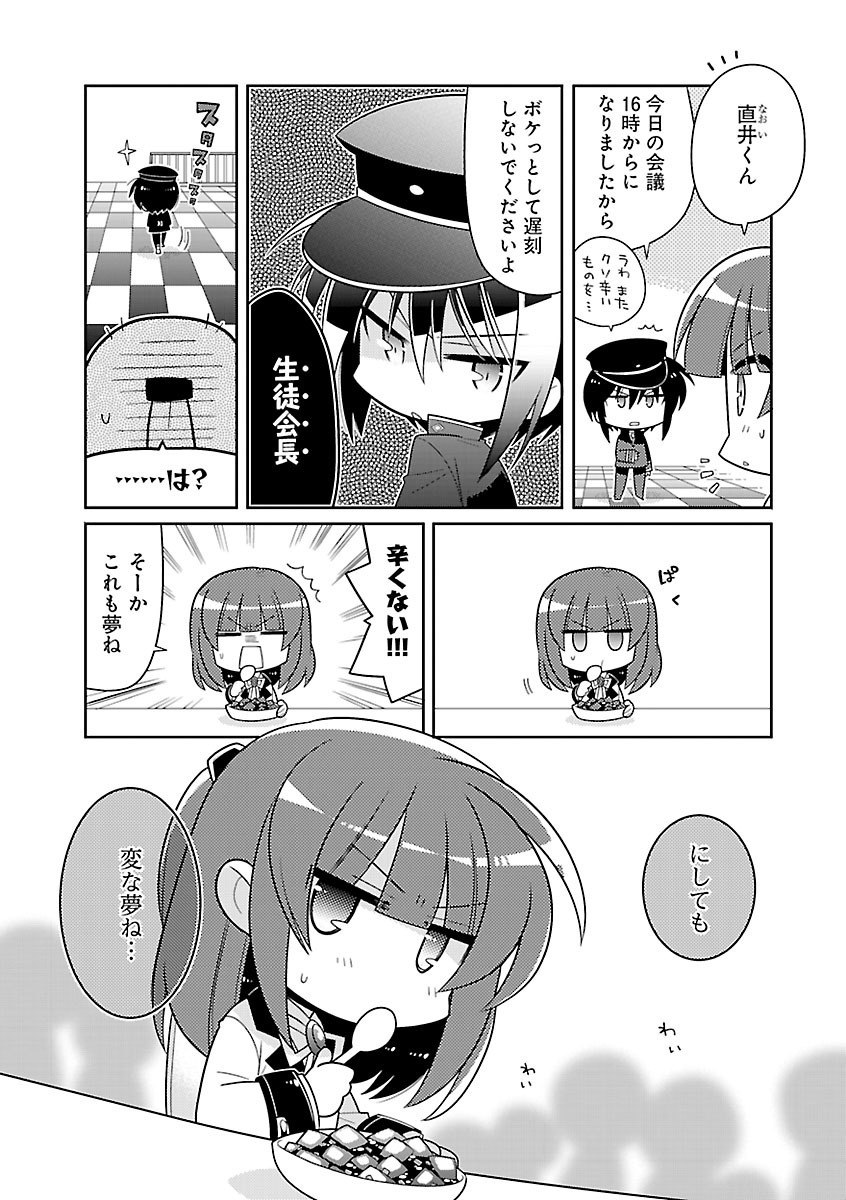 直井くん
なおい
今日の会議
16時からに
なりましたから
うわ また
クソ辛い
ものを…
ボケっとして遅刻
しないでくださいよ
生徒会長
スタスタスタスタ
……は?
ぱく
辛くない!!!
そーか
これも夢ね
にしても
変な夢ね…
わい
わい